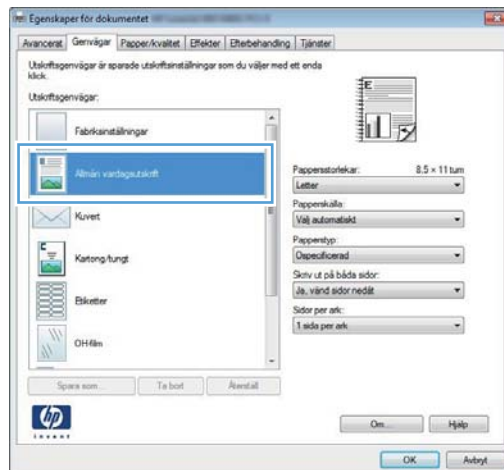 Egenskaper för dokumentet
Avancerat Genvägar Papper/kvalitet Effekter Efterbehandling Tjänster
Utskriftsgenvägar är sparade utskriftsinställningar som du väljer med ett enda
klick.
Utskriftsgenvägar:
Fabriksinställningar
Allmän vardagsutskrift
Kuvert
Kartong/tungt
Etiketter
OH-film
Spara som... Ta bort Återställ
Pappersstorlekar: 8.5 × 11 tum
Letter
Papperskälla:
Välj automatiskt
Papperstyp:
Ospecificerad
Skriv ut på båda sidor:
Ja, vänd sidor nedåt
Sidor per ark:
1 sida per ark
hp
invent
Om... Hjälp
OK Avbryt